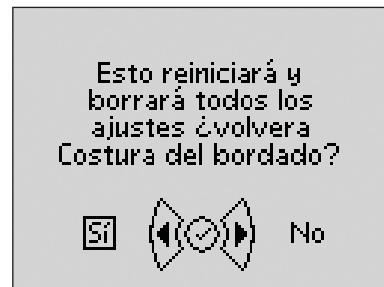 Esto reiniciará y
borrará todos los
ajustes ¿volvera
Costura del bordado?
Sí No